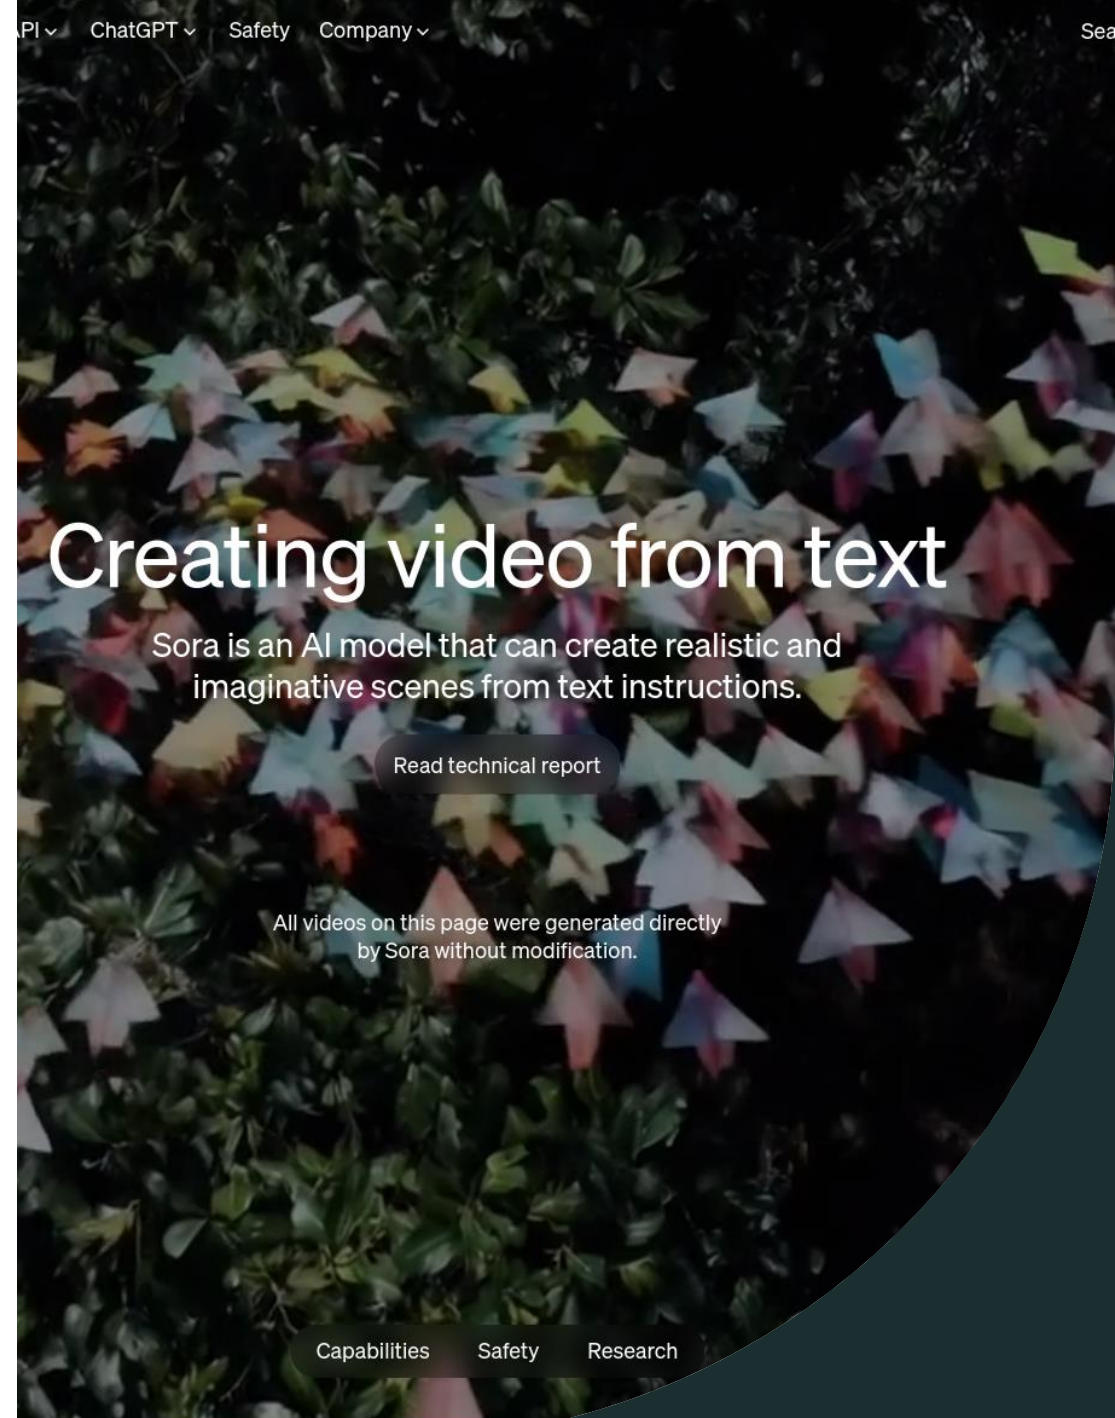 API ChatGPT Safety Company
Creating video from text
Sora is an AI model that can create realistic and
imaginative scenes from text instructions.
Read technical report
All videos on this page were generated directly
by Sora without modification.
Capabilities Safety Research